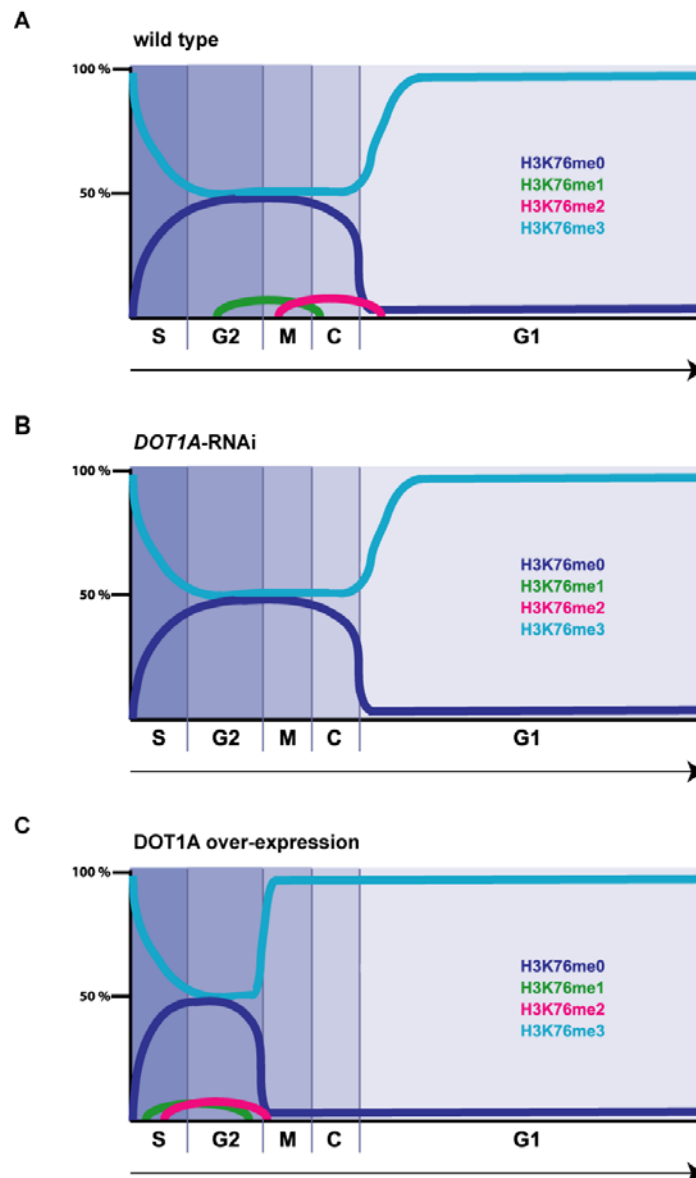 A
wild type
100 %
50%
H3K76me0
H3K76me1
H3K76me2
H3K76me3
S G2 M C G1
B
DOT1A-RNAi
100 %
50%
H3K76me0
H3K76me1
H3K76me2
H3K76me3
S G2 M C G1
C
DOT1A over-expression
100 %
50%
H3K76me0
H3K76me1
H3K76me2
H3K76me3
S G2 M C G1